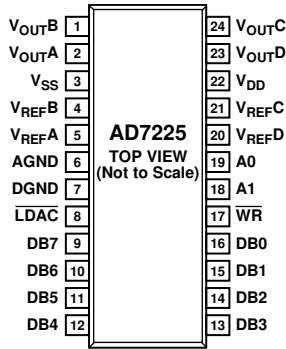 VOUTB 1 24 VOUTC
VOUTA 2 23 VOUTD
VSS 3 22 VDD
VREFB 4 21 VREFC
VREFA 5 20 VREFD
AD7225
TOP VIEW
(Not to Scale)
AGND 6 19 A0
DGND 7 18 A1
LDAC 8 17 WR
DB7 9 16 DB0
DB6 10 15 DB1
DB5 11 14 DB2
DB4 12 13 DB3